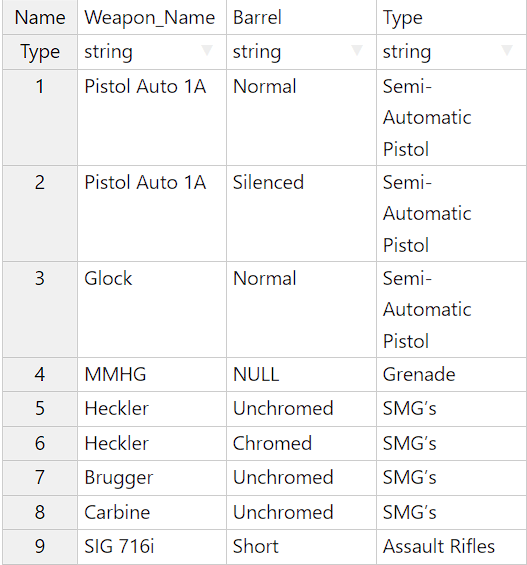 Name Weapon_Name Barrel Type
Type string string string
1 Pistol Auto 1A Normal Semi-
Automatic
Pistol
2 Pistol Auto 1A Silenced Semi-
Automatic
Pistol
3 Glock Normal Semi-
Automatic
Pistol
4 MMHG NULL Grenade
5 Heckler Unchromed SMG’s
6 Heckler Chromed SMG’s
7 Brugger Unchromed SMG’s
8 Carbine Unchromed SMG’s
9 SIG 716i Short Assault Rifles